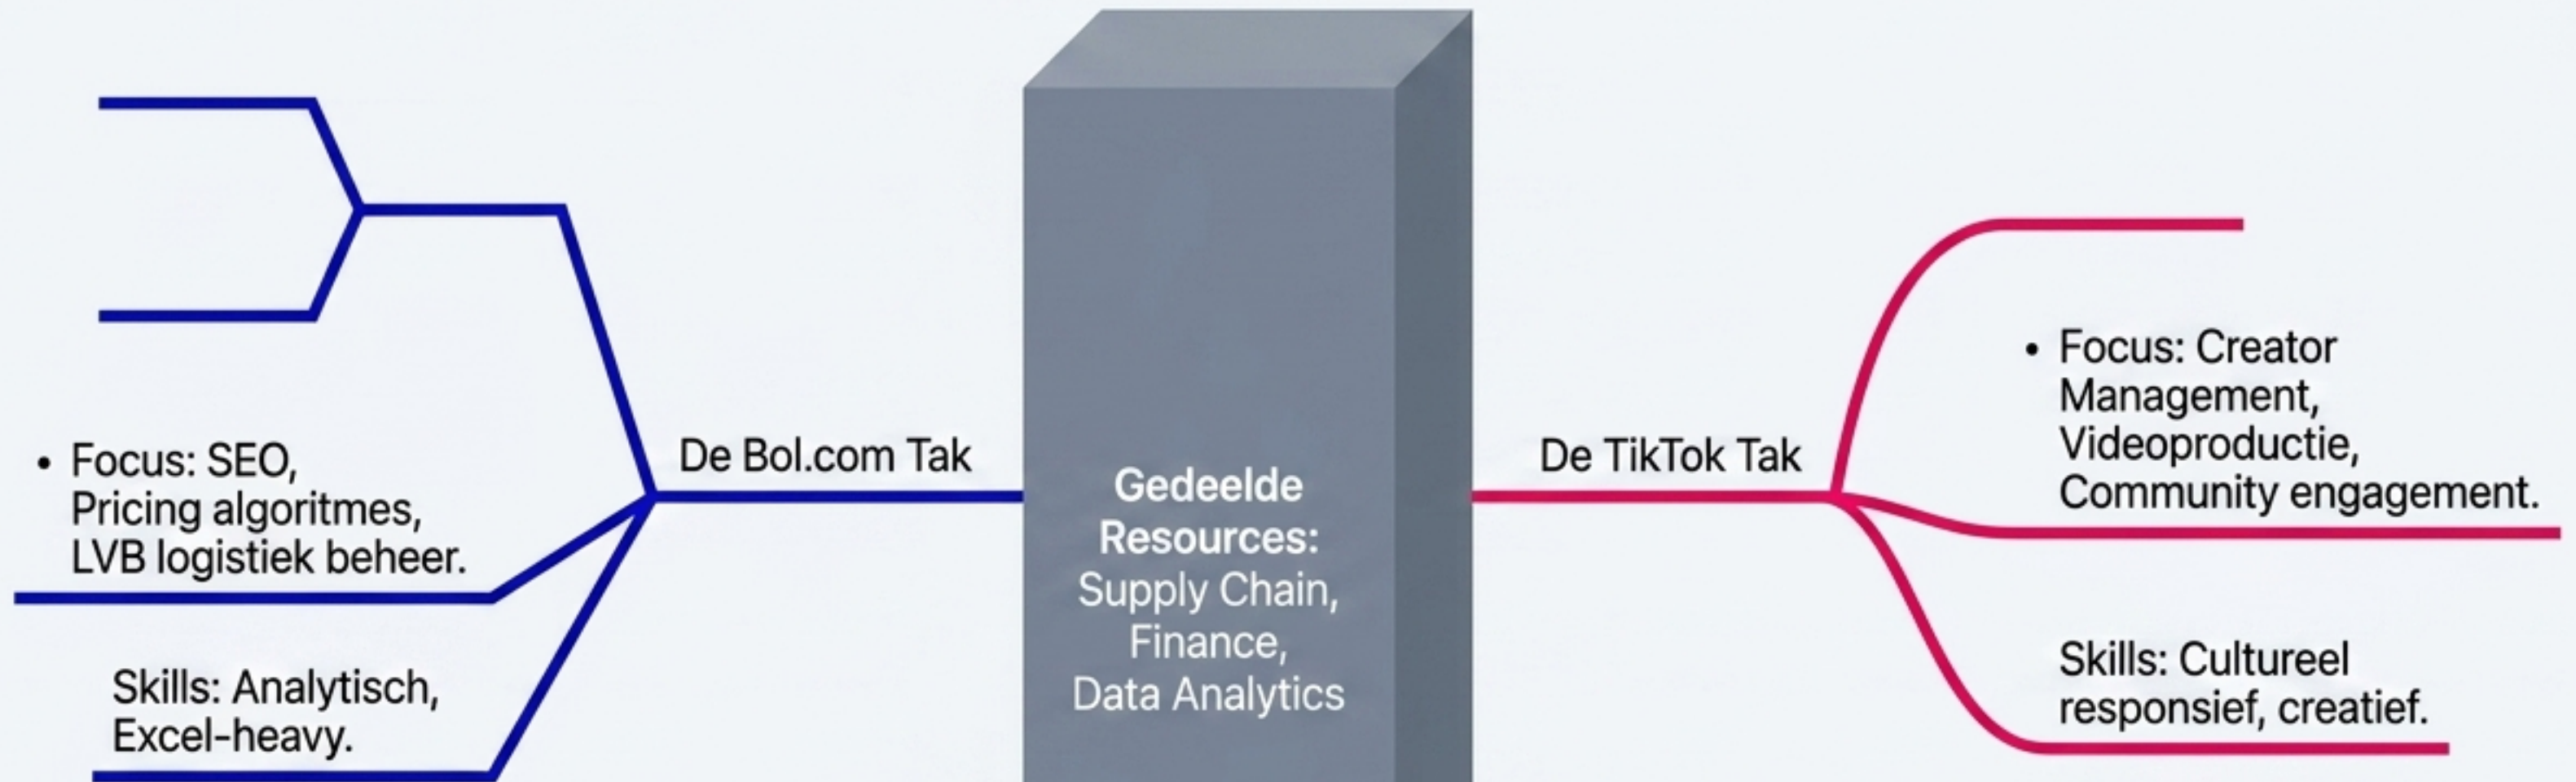 • Focus: SEO,
Pricing algoritmes,
LVB logistiek beheer.
Skills: Analytisch,
Excel-heavy.
De Bol.com Tak
Gedeelde
Resources:
Supply Chain,
Finance,
Data Analytics
De TikTok Tak
• Focus: Creator
Management,
Videoproductie,
Community engagement.
Skills: Cultureel
responsief, creatief.